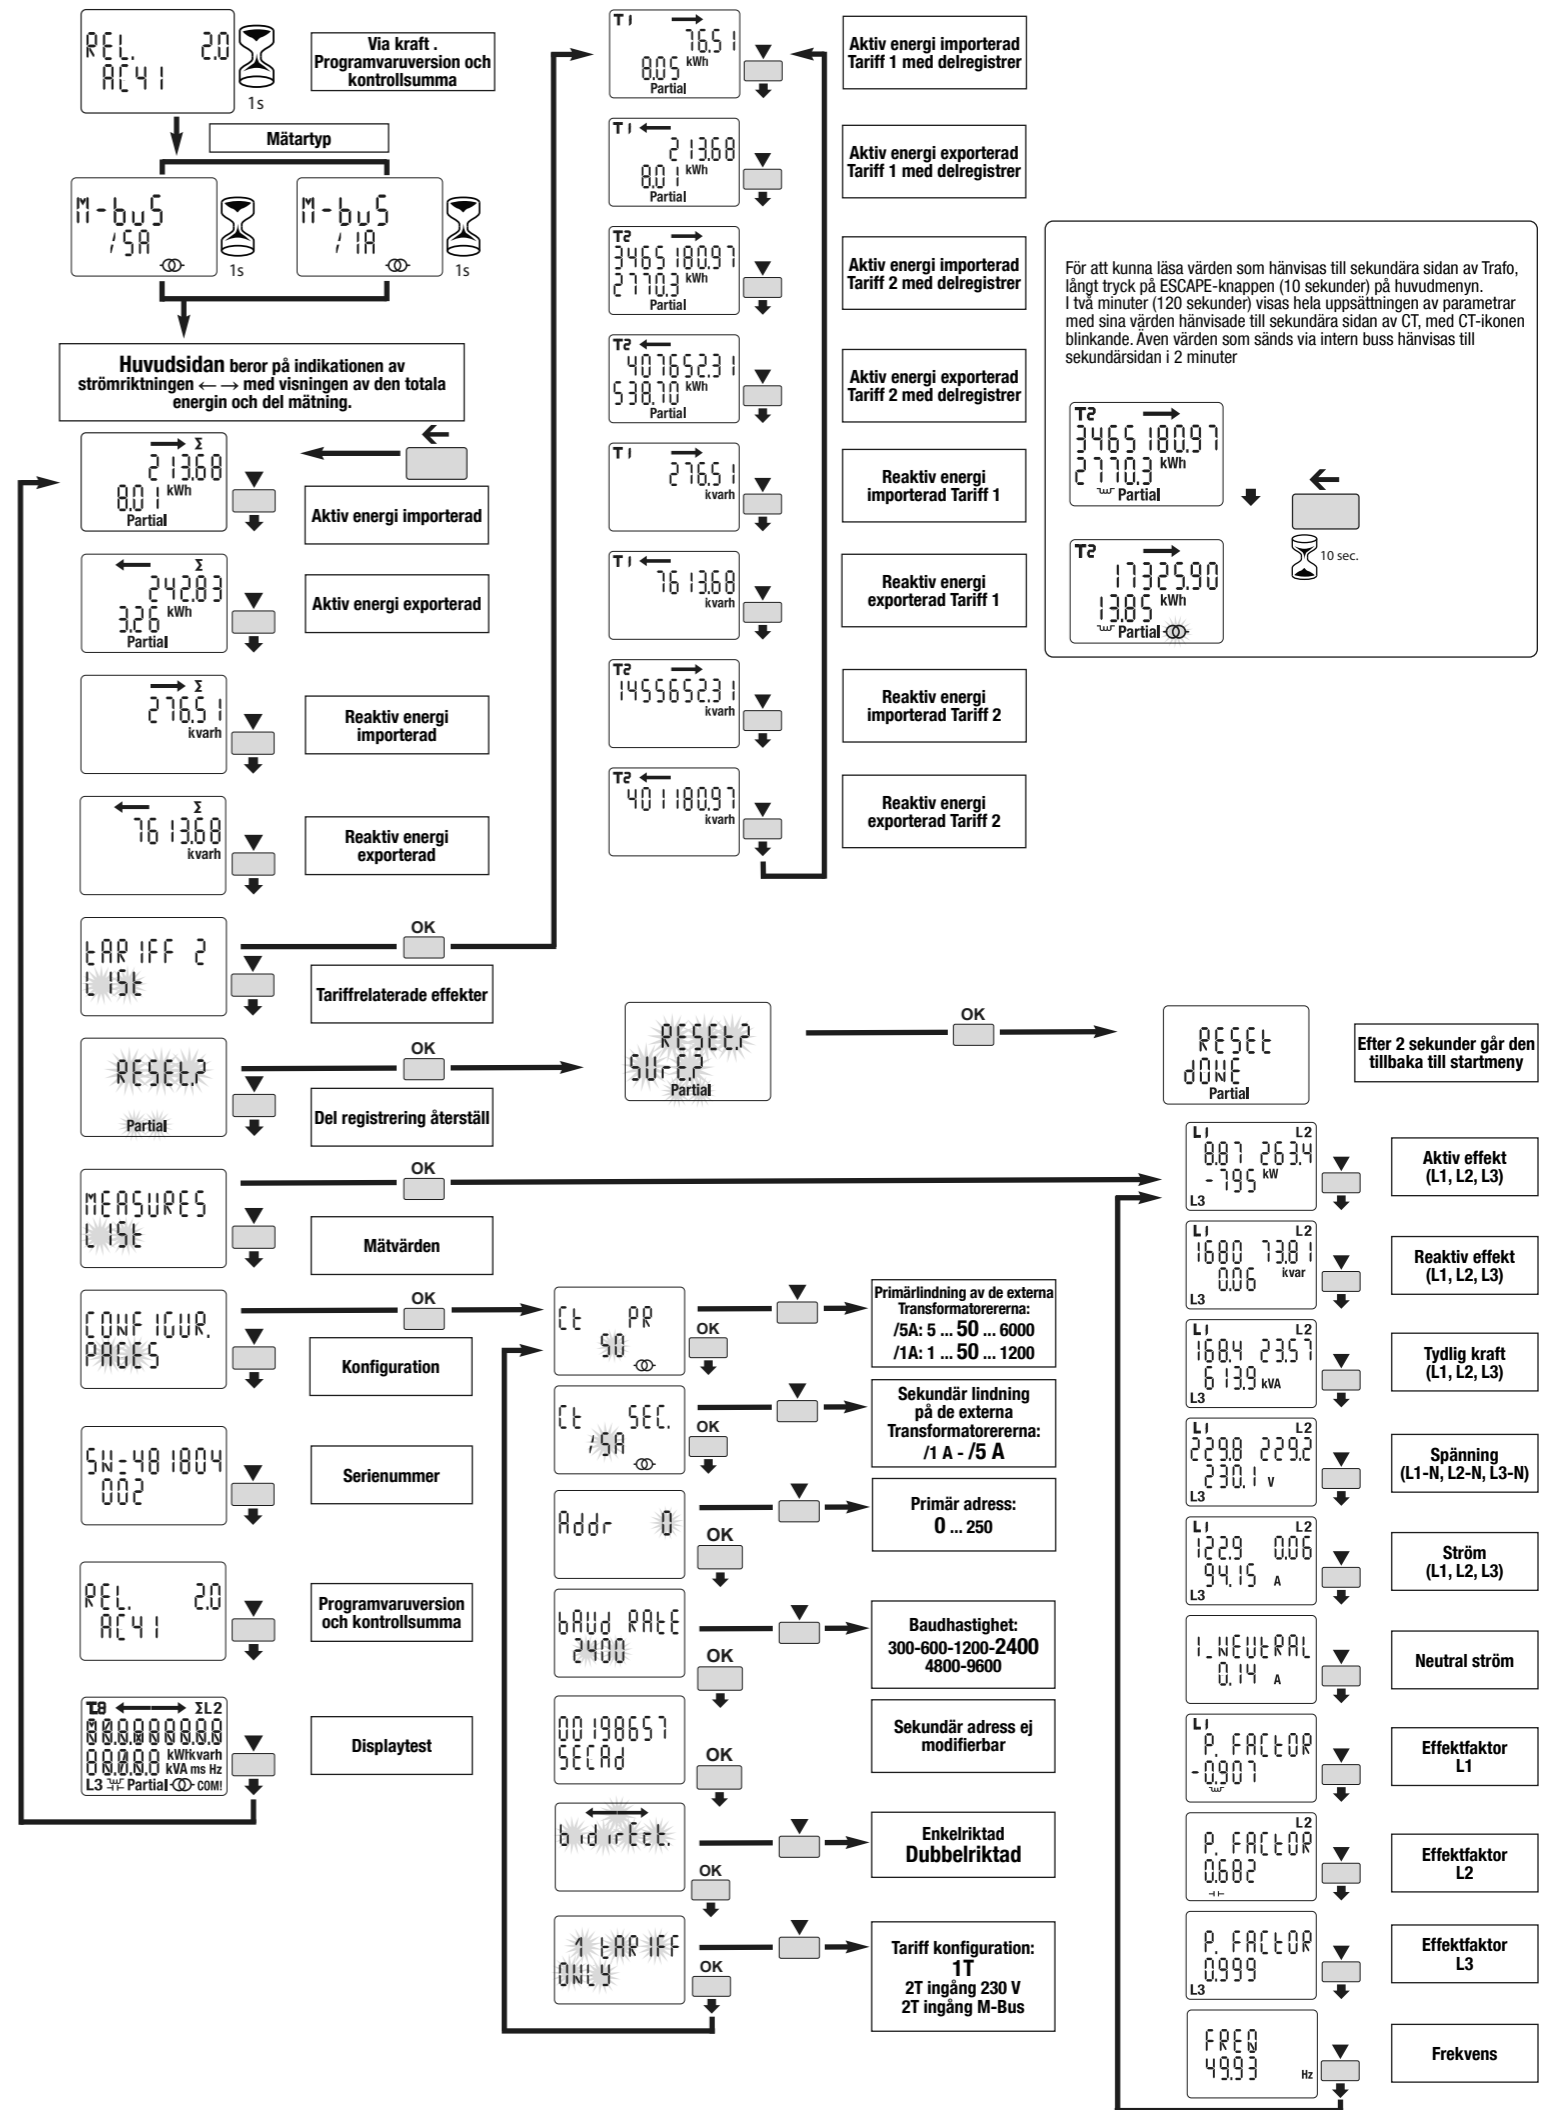 REL. 2.0
AC41
1s
Via kraft .
Programvaruversion och
kontrollsumma
Mätartyp
M-buS
/5A
1s
M-buS
/1A
1s
Huvudsidan beror på indikationen av
strömriktningen ← → med visningen av den totala
energin och del mätning.
→ Σ
213.68
8.01 kWh
Partial
Aktiv energi importerad
← Σ
242.83
3.26 kWh
Partial
Aktiv energi exporterad
→ Σ
276.51
kvarh
Reaktiv energi
importerad
← Σ
7613.68
kvarh
Reaktiv energi
exporterad
tARIFF 2
LISt
OK
Tariffrelaterade effekter
RESEt.?
Partial
OK
Del registrering återställ
RESEt.?
SUrE.?
Partial
OK
RESEt
dONE
Partial
Efter 2 sekunder går den
tillbaka till startmeny
MEASURES
LISt
OK
Mätvärden
CONFIGUR.
PAGES
OK
Konfiguration
SN-481804
002
Serienummer
REL. 2.0
AC41
Programvaruversion
och kontrollsumma
ΣL2
kWhkvarh
kVA ms Hz
L3 Partial COM!
Displaytest
T1 →
76.51
8.05 kWh
Partial
Aktiv energi importerad
Tariff 1 med delregistrer
T1 ←
213.68
8.01 kWh
Partial
Aktiv energi exporterad
Tariff 1 med delregistrer
T2 →
3465180.97
2770.3 kWh
Partial
Aktiv energi importerad
Tariff 2 med delregistrer
T2 ←
407652.31
538.70 kWh
Partial
Aktiv energi exporterad
Tariff 2 med delregistrer
T1 →
276.51
kvarh
Reaktiv energi
importerad Tariff 1
T1 ←
7613.68
kvarh
Reaktiv energi
exporterad Tariff 1
T2 →
1455652.31
kvarh
Reaktiv energi
importerad Tariff 2
T2 ←
401180.97
kvarh
Reaktiv energi
exporterad Tariff 2
För att kunna läsa värden som hänvisas till sekundära sidan av Trafo,
långt tryck på ESCAPE-knappen (10 sekunder) på huvudmenyn.
I två minuter (120 sekunder) visas hela uppsättningen av parametrar
med sina värden hänvisade till sekundära sidan av CT, med CT-ikonen
blinkande. Även värden som sänds via intern buss hänvisas till
sekundärsidan i 2 minuter
T2 →
3465180.97
2770.3 kWh
Partial
←
10 sec.
T2 →
17325.90
13.85 kWh
Partial
Ct PR
50
OK
Primärlindning av de externa
Transformatorererna:
/5A: 5 ... 50 ... 6000
/1A: 1 ... 50 ... 1200
Ct SEC.
/5A
OK
Sekundär lindning
på de externa
Transformatorererna:
/1 A - /5 A
Addr 0
OK
Primär adress:
0 ... 250
bAUd RAtE
2400
OK
Baudhastighet:
300-600-1200-2400
4800-9600
00198657
SECAd
OK
Sekundär adress ej
modifierbar
bidirEct.
OK
Enkelriktad
Dubbelriktad
1 tARIFF
ONLY
OK
Tariff konfiguration:
1T
2T ingång 230 V
2T ingång M-Bus
L1 L2
8.87 263.4
-795 kW
L3
Aktiv effekt
(L1, L2, L3)
L1 L2
1680 73.81
0.06 kvar
L3
Reaktiv effekt
(L1, L2, L3)
L1 L2
168.4 23.57
613.9 kVA
L3
Tydlig kraft
(L1, L2, L3)
L1 L2
229.8 229.2
230.1 V
L3
Spänning
(L1-N, L2-N, L3-N)
L1 L2
122.9 0.06
94.15 A
L3
Ström
(L1, L2, L3)
I_NEUtRAL
0.14 A
Neutral ström
L1
P. FACtOR
-0.907
Effektfaktor
L1
L2
P. FACtOR
0.682
Effektfaktor
L2
P. FACtOR
0.999
L3
Effektfaktor
L3
FREQ
49.93
Hz
Frekvens